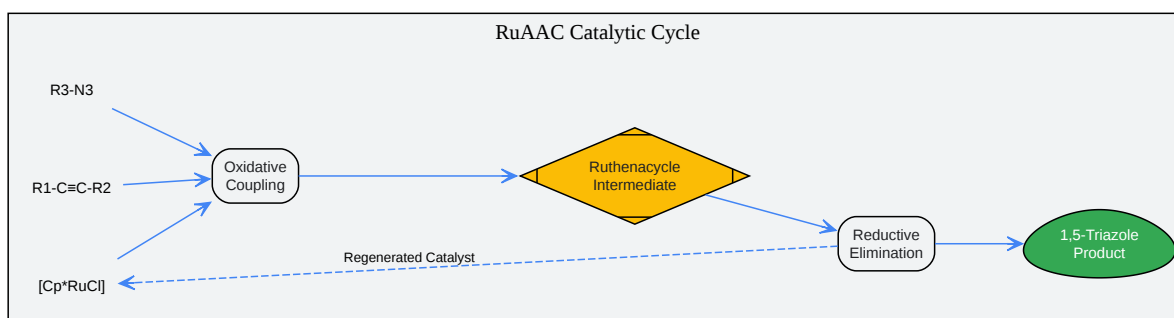 RuAAC Catalytic Cycle
R3-N3
R1-C≡C-R2
[Cp*RuCl]
Oxidative
Coupling
Ruthenacycle
Intermediate
Regenerated Catalyst
Reductive
Elimination
1,5-Triazole
Product